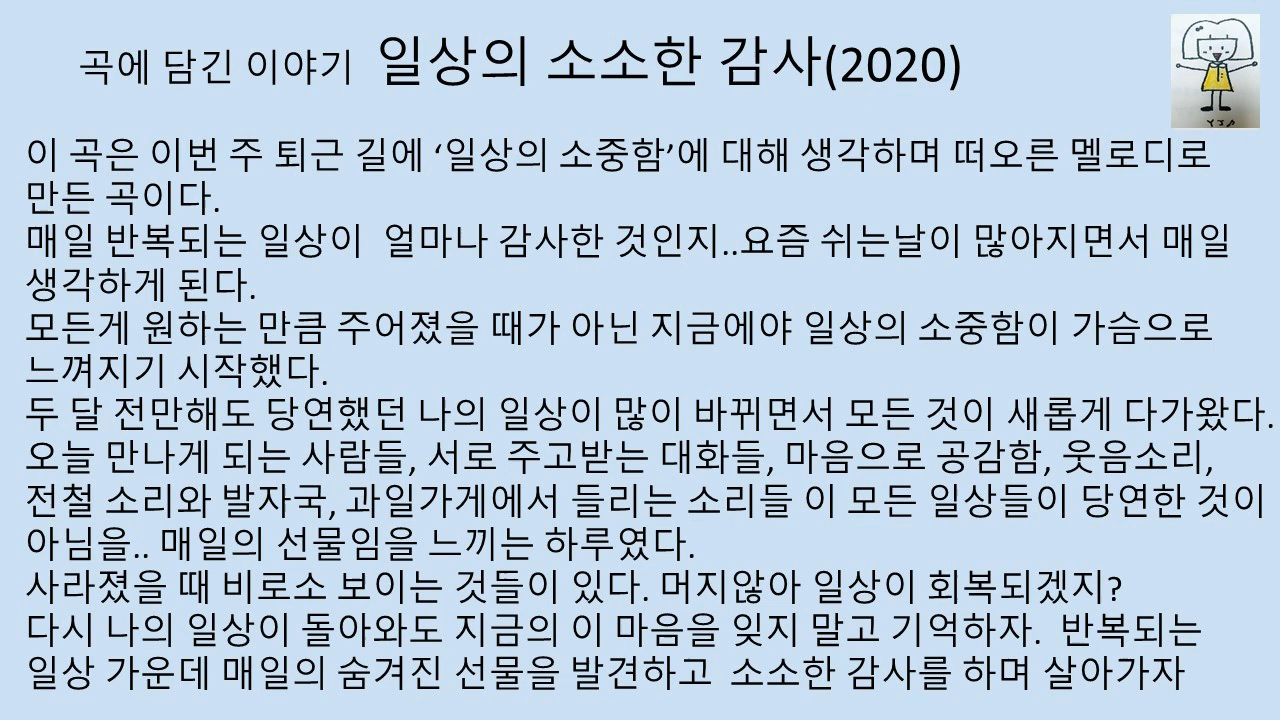 곡에 담긴 이야기 일상의 소소한 감사(2020)
이 곡은 이번 주 퇴근 길에 ‘일상의 소중함’에 대해 생각하며 떠오른 멜로디로
만든 곡이다.
매일 반복되는 일상이 얼마나 감사한 것인지..요즘 쉬는날이 많아지면서 매일
생각하게 된다.
모든게 원하는 만큼 주어졌을 때가 아닌 지금에야 일상의 소중함이 가슴으로
느껴지기 시작했다.
두 달 전만해도 당연했던 나의 일상이 많이 바뀌면서 모든 것이 새롭게 다가왔다.
오늘 만나게 되는 사람들, 서로 주고받는 대화들, 마음으로 공감함, 웃음소리,
전철 소리와 발자국, 과일가게에서 들리는 소리들 이 모든 일상들이 당연한 것이
아님을.. 매일의 선물임을 느끼는 하루였다.
사라졌을 때 비로소 보이는 것들이 있다. 머지않아 일상이 회복되겠지?
다시 나의 일상이 돌아와도 지금의 이 마음을 잊지 말고 기억하자. 반복되는
일상 가운데 매일의 숨겨진 선물을 발견하고 소소한 감사를 하며 살아가자